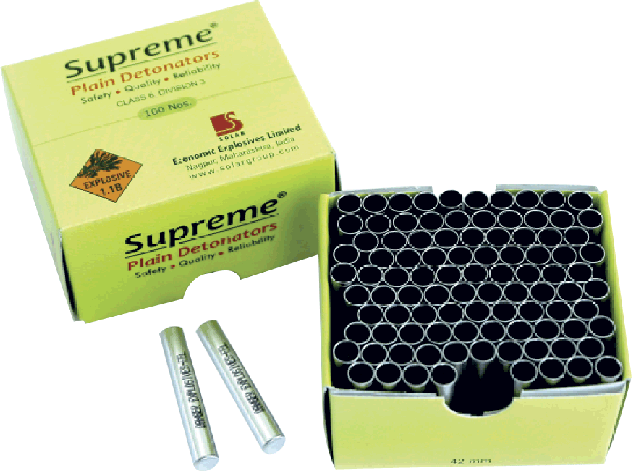 Supreme®
Plain Detonators
Safety • Quality • Reliability
CLASS 6, DIVISION 3
100 Nos.
SOLAR
Economic Explosives Limited
Nagpur, Maharashtra, India
www.solargroup.com
EXPLOSIVE
1.1B
Supreme®
Plain Detonators
Safety • Quality • Reliability
42 mm